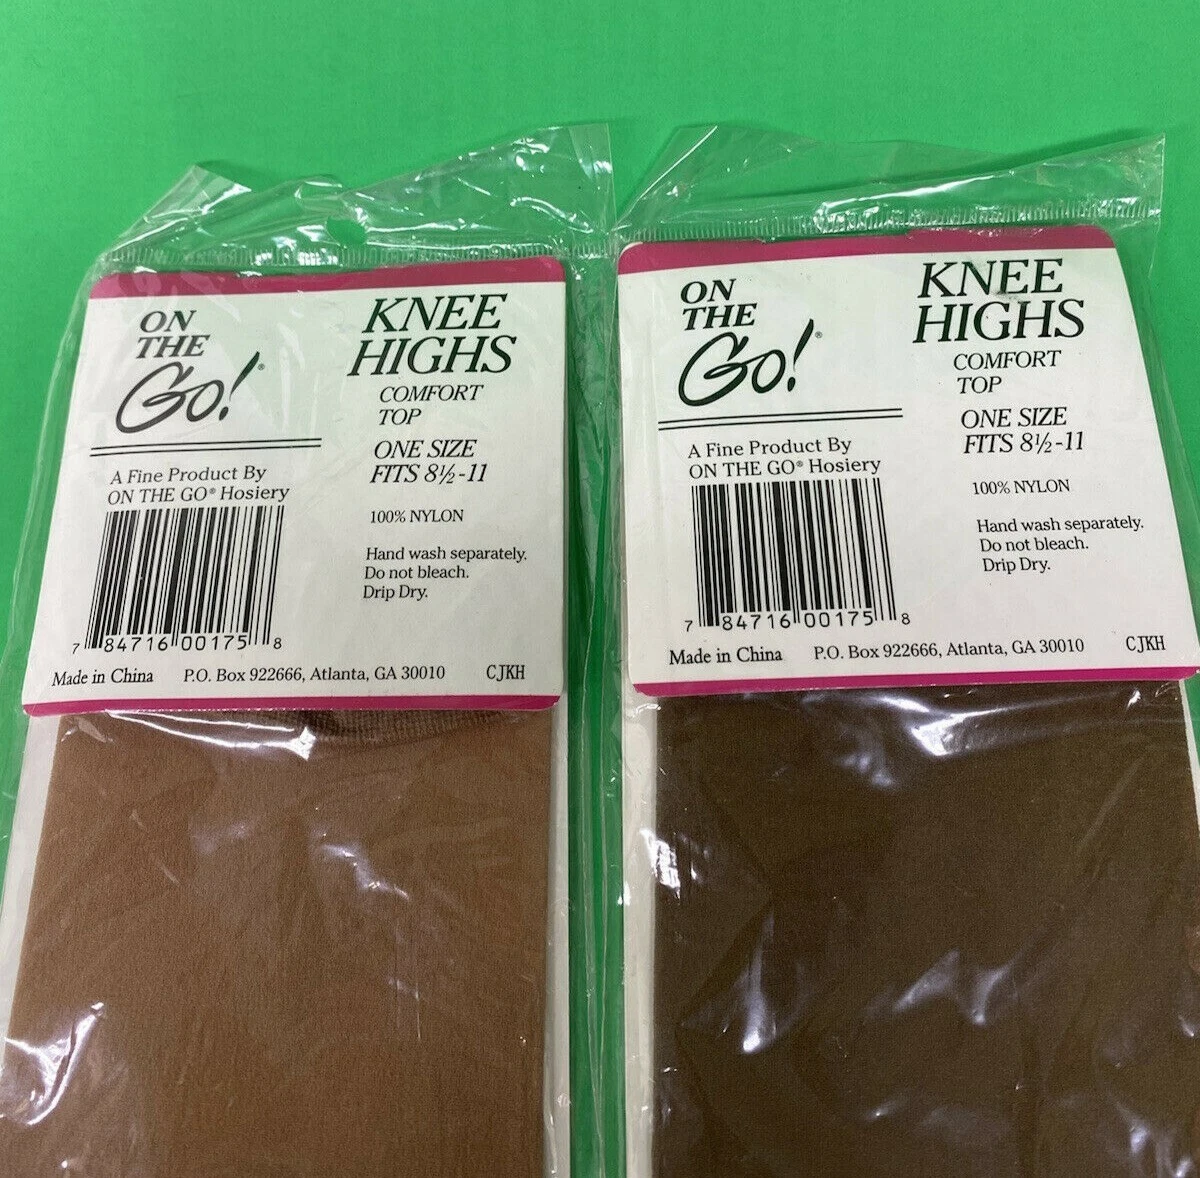 ON
THE
Go!®
A Fine Product By
ON THE GO® Hosiery
7 84716 00175 8
KNEE
HIGHS
COMFORT
TOP
ONE SIZE
FITS 8½-11
100% NYLON
Hand wash separately.
Do not bleach.
Drip Dry.
Made in China P.O. Box 922666, Atlanta, GA 30010 CJKH
ON
THE
Go!®
A Fine Product By
ON THE GO® Hosiery
7 84716 00175 8
KNEE
HIGHS
COMFORT
TOP
ONE SIZE
FITS 8½-11
100% NYLON
Hand wash separately.
Do not bleach.
Drip Dry.
Made in China P.O. Box 922666, Atlanta, GA 30010 CJKH